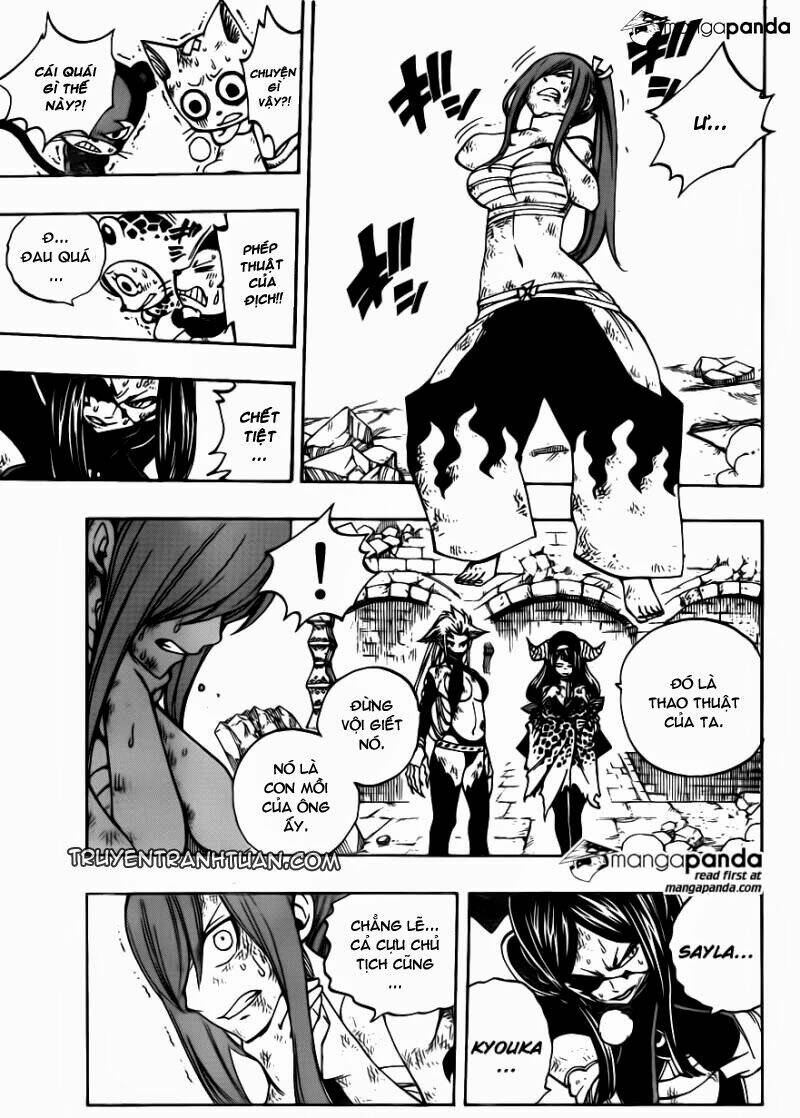 mangapanda
Ư...
CHUYỆN
GÌ
VẬY?!
CÁI QUÁI
GÌ THẾ
NÀY?!
PHÉP
THUẬT
CỦA
ĐỊCH!!
Đ...
ĐAU QUÁ
...
CHẾT
TIỆT
...
!
ĐÓ LÀ
THAO THUẬT
CỦA TA.
ĐỪNG
VỘI GIẾT
NÓ.
NÓ LÀ
CON MỒI
CỦA ÔNG
ẤY.
TRUYENTRANHTUAN.COM
mangapanda
read first at
mangapanda.com
SAYLA...
KYOUKA
...
CHẲNG LẼ...
CẢ CỰU CHỦ
TỊCH CŨNG
...